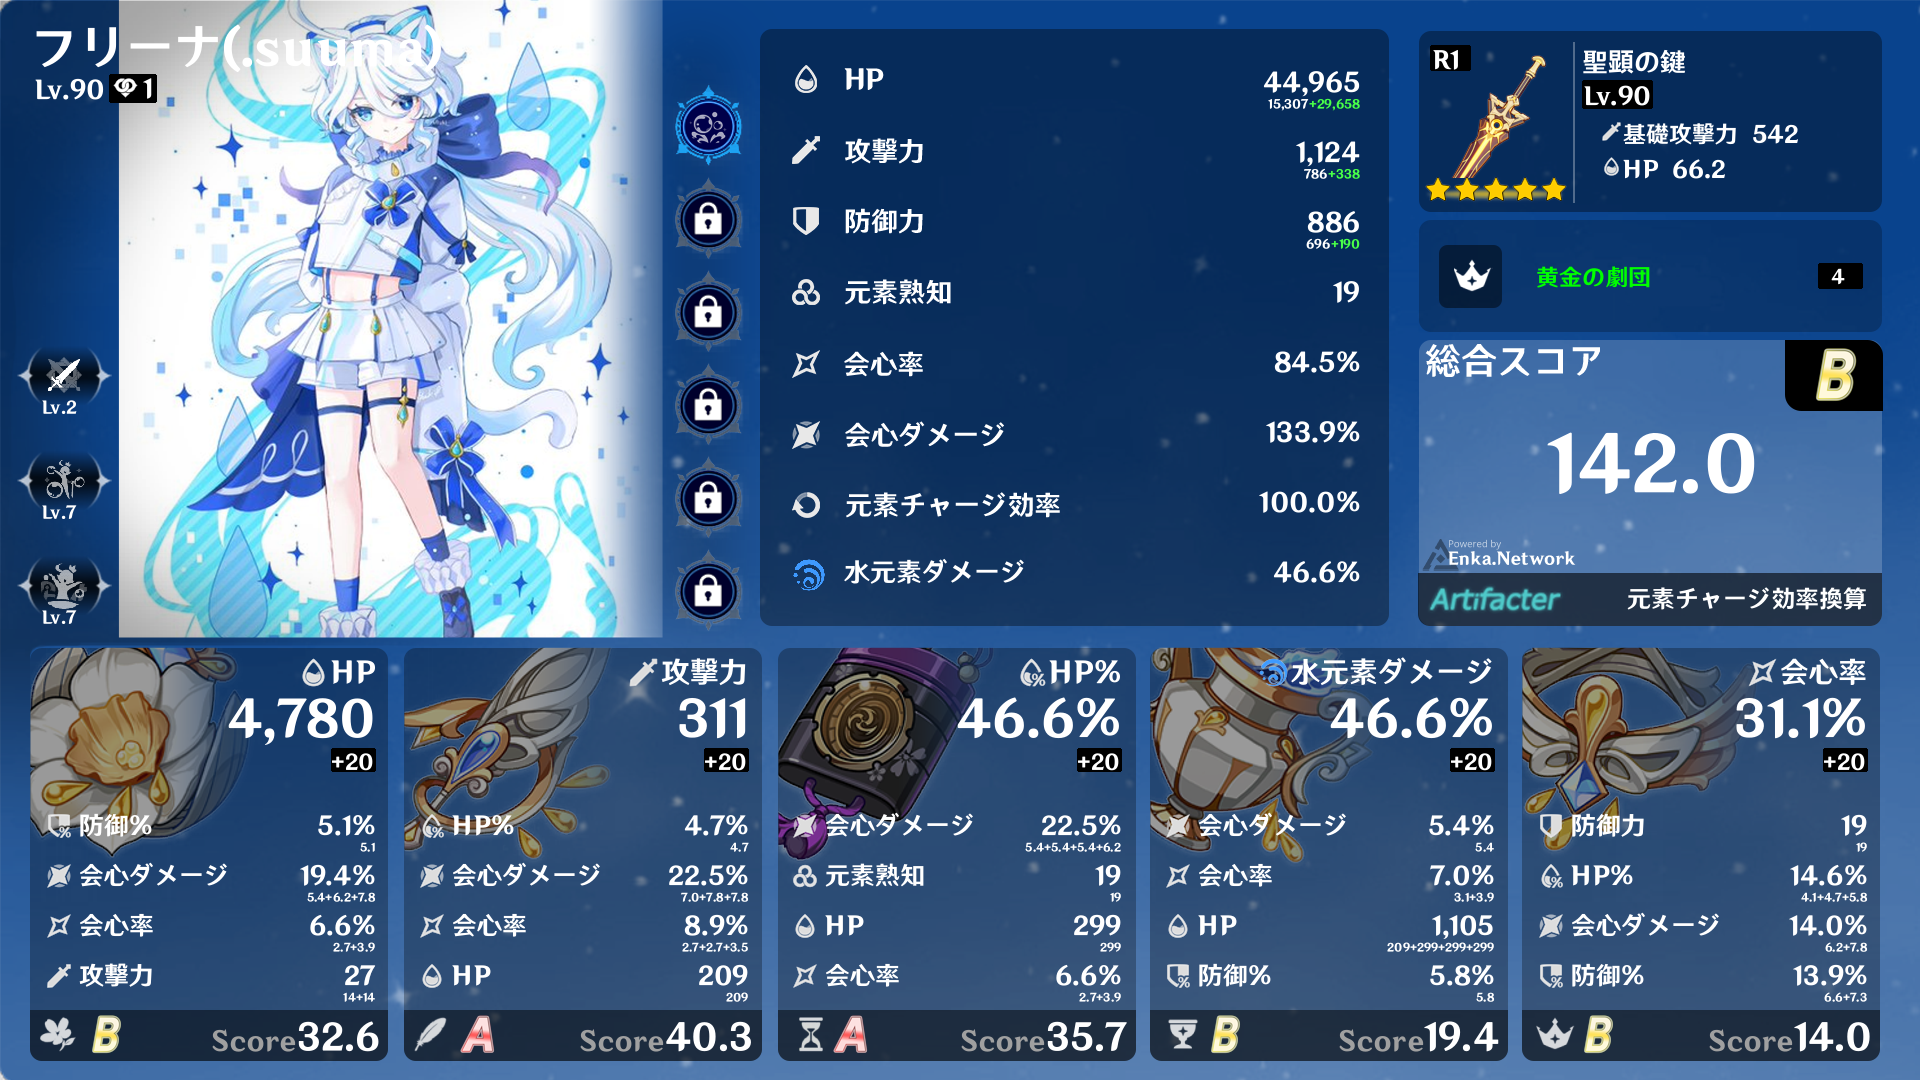 フリーナ(.suuma)
Lv.90 1
Lv.2
Lv.7
Lv.7
HP 44,965
15,307+29,658
攻撃力 1,124
786+338
防御力 886
696+190
元素熟知 19
会心率 84.5%
会心ダメージ 133.9%
元素チャージ効率 100.0%
水元素ダメージ 46.6%
R1
聖顕の鍵
Lv.90
基礎攻撃力 542
HP 66.2
黄金の劇団 4
総合スコア B
142.0
Powered by
Enka.Network
Artifacter 元素チャージ効率換算
HP
4,780
+20
防御% 5.1%
5.1
会心ダメージ 19.4%
5.4+6.2+7.8
会心率 6.6%
2.7+3.9
攻撃力 27
14+14
B Score32.6
攻撃力
311
+20
HP% 4.7%
4.7
会心ダメージ 22.5%
7.0+7.8+7.8
会心率 8.9%
2.7+2.7+3.5
HP 209
209
A Score40.3
HP%
46.6%
+20
会心ダメージ 22.5%
5.4+5.4+5.4+6.2
元素熟知 19
19
HP 299
299
会心率 6.6%
2.7+3.9
A Score35.7
水元素ダメージ
46.6%
+20
会心ダメージ 5.4%
5.4
会心率 7.0%
3.1+3.9
HP 1,105
209+299+299+299
防御% 5.8%
5.8
B Score19.4
会心率
31.1%
+20
防御力 19
19
HP% 14.6%
4.1+4.7+5.8
会心ダメージ 14.0%
6.2+7.8
防御% 13.9%
6.6+7.3
B Score14.0